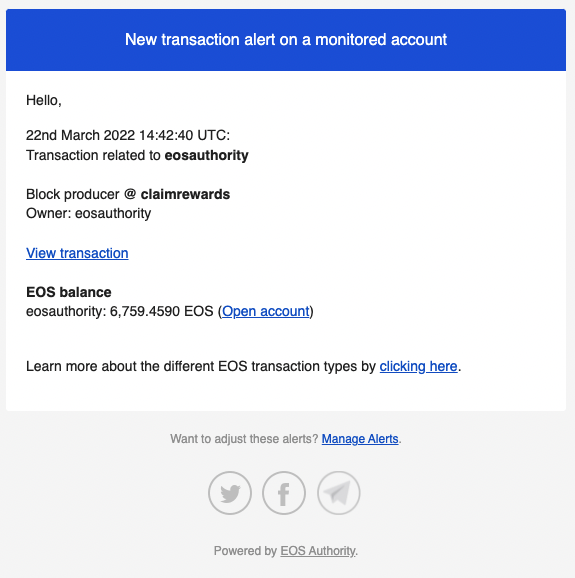 New transaction alert on a monitored account
Hello,
22nd March 2022 14:42:40 UTC:
Transaction related to eosauthority
Block producer @ claimrewards
Owner: eosauthority
View transaction
EOS balance
eosauthority: 6,759.4590 EOS (Open account)
Learn more about the different EOS transaction types by clicking here.
Want to adjust these alerts? Manage Alerts.
Powered by EOS Authority.